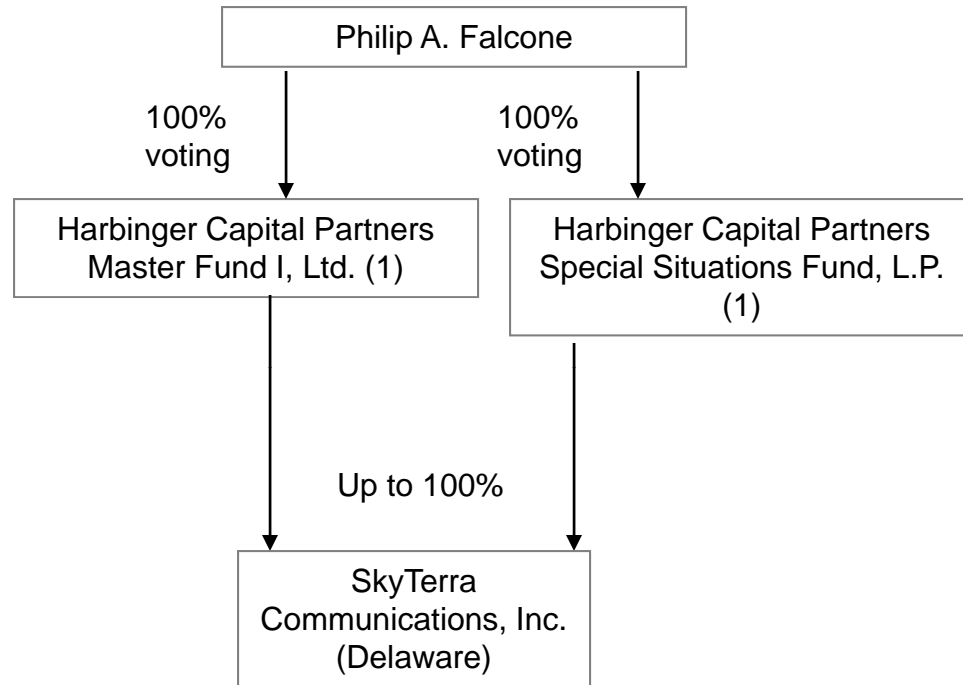 Philip A. Falcone
100%
voting
100%
voting
Harbinger Capital Partners
Master Fund I, Ltd. (1)
Harbinger Capital Partners
Special Situations Fund, L.P.
(1)
Up to 100%
SkyTerra
Communications, Inc.
(Delaware)